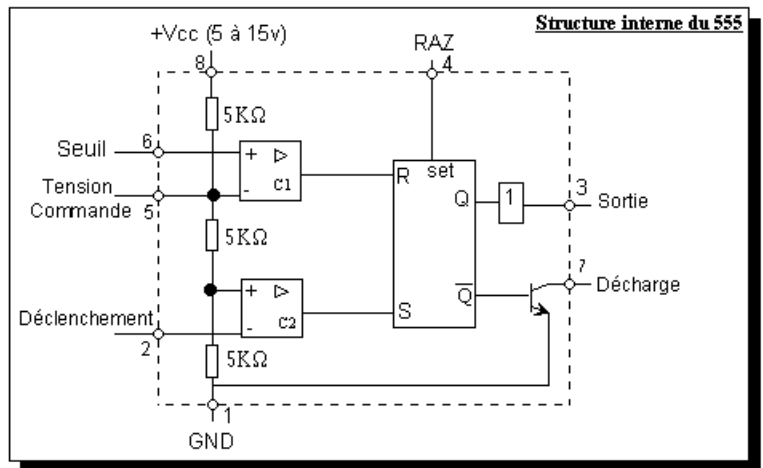 Structure interne du 555
+Vcc (5 à 15v)
RAZ
8
4
5KΩ
Seuil
6
+
C1
R
set
Q
1
3
Sortie
Tension
Commande
5
-
5KΩ
7
Décharge
+
C2
S
Q
Déclenchement
2
-
5KΩ
1
GND